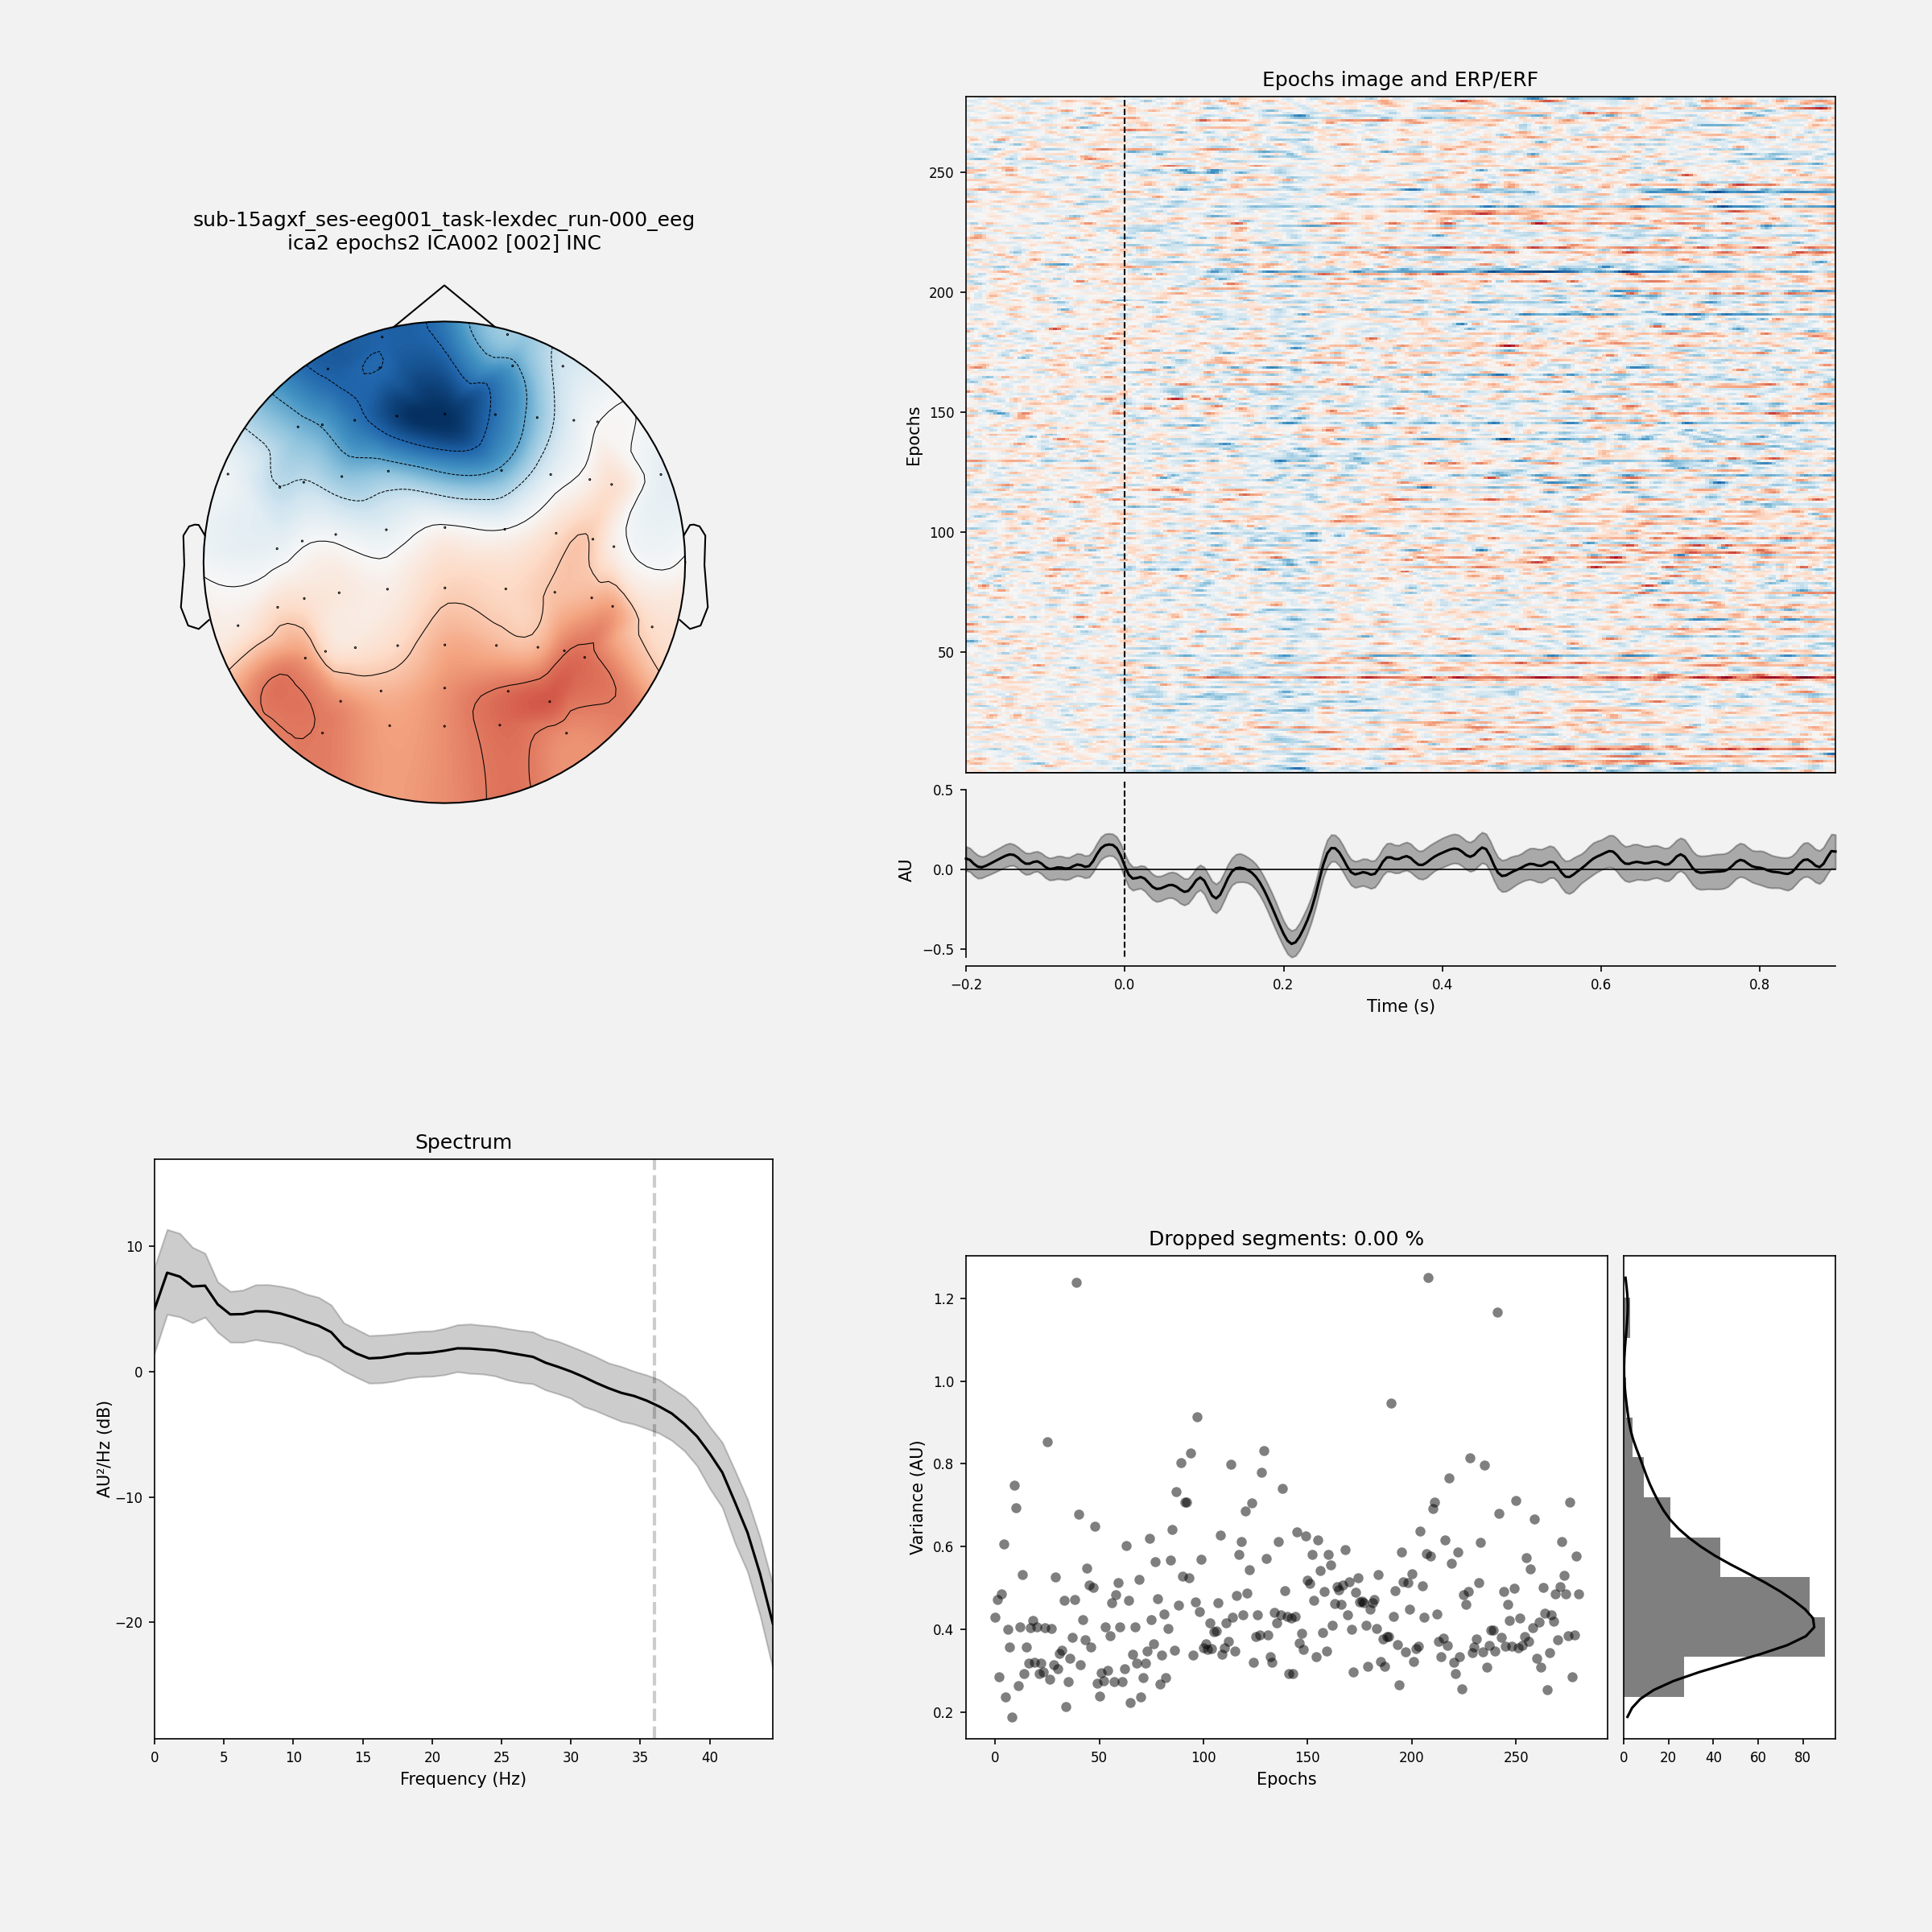 sub-15agxf_ses-eeg001_task-lexdec_run-000_eeg
ica2 epochs2 ICA002 [002] INC
Epochs image and ERP/ERF
Epochs
250
200
150
100
50
AU
0.5
0.0
−0.5
−0.2 0.0 0.2 0.4 0.6 0.8
Time (s)
Spectrum
AU²/Hz (dB)
10
0
−10
−20
0 5 10 15 20 25 30 35 40
Frequency (Hz)
Dropped segments: 0.00 %
Variance (AU)
1.2
1.0
0.8
0.6
0.4
0.2
0 50 100 150 200 250
Epochs
0 20 40 60 80